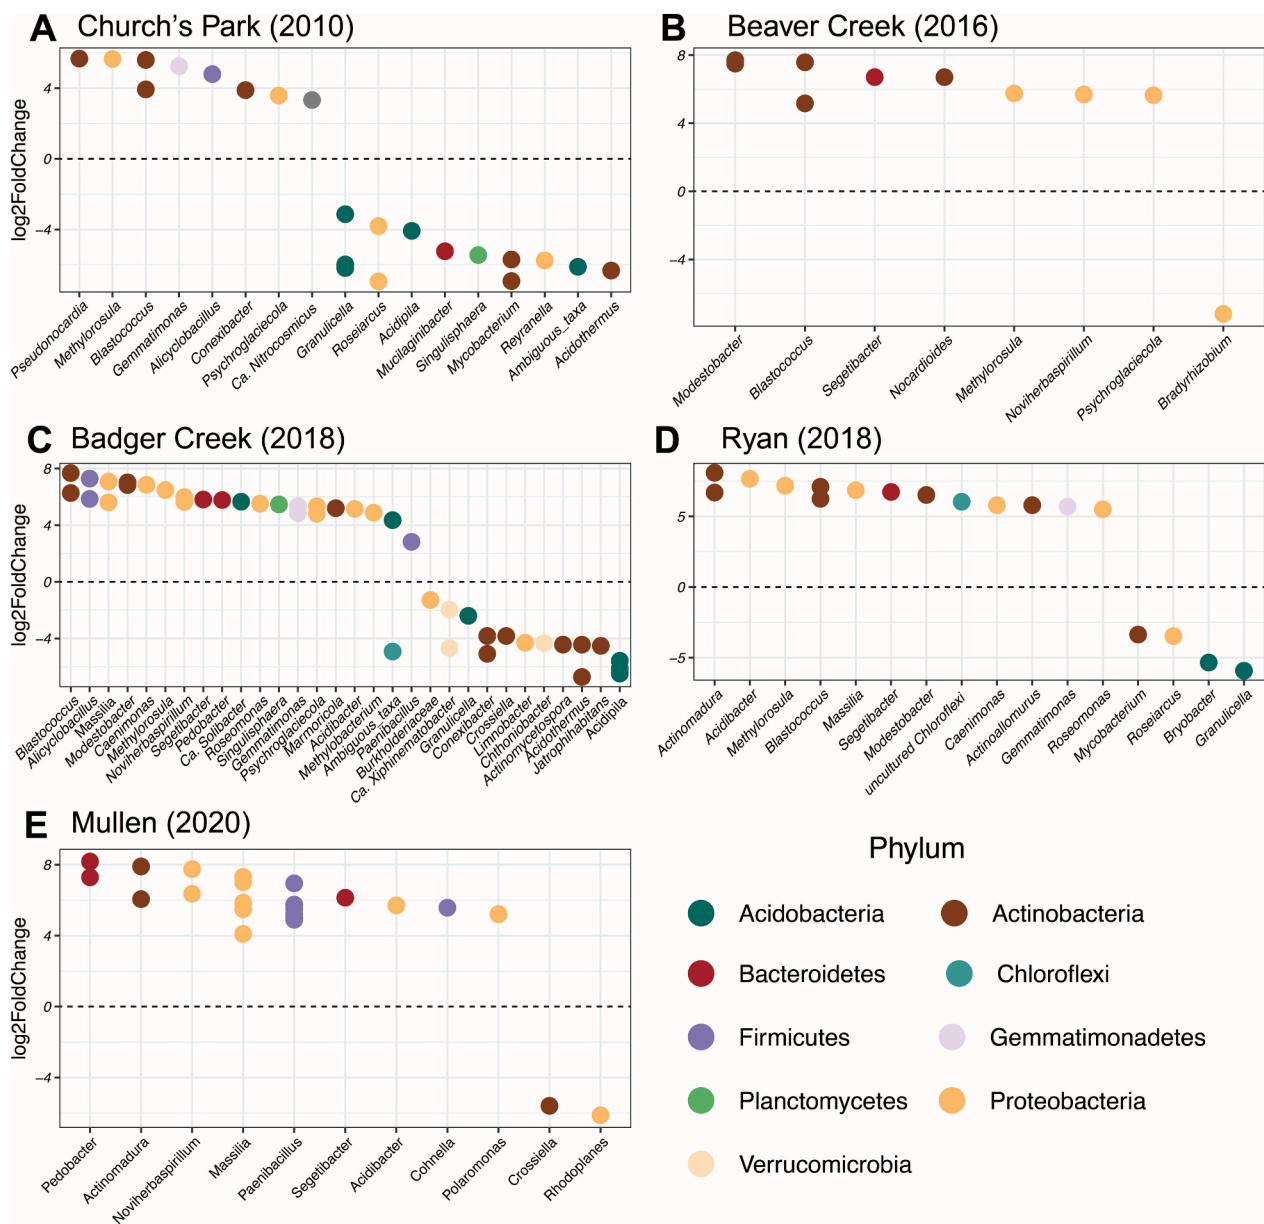 A Church's Park (2010)
log2FoldChange
4
0
−4
Pseudonocardia
Methylorosula
Blastococcus
Gemmatimonas
Alicyclobacillus
Conexibacter
Psychroglaciecola
Ca. Nitrocosmicus
Granulicella
Roseiarcus
Acidipla
Mucilaginibacter
Singulisphaera
Mycobacterium
Reyranella
Ambiguous_taxa
Acidothermus
B Beaver Creek (2016)
8
4
0
−4
Modestobacter
Blastococcus
Segetibacter
Nocardioides
Methylorosula
Noviherbaspirillum
Psychroglaciecola
Bradyrhizobium
C Badger Creek (2018)
log2FoldChange
8
4
0
−4
Blastococcus
Alicyclobacillus
Massilia
Modestobacter
Caenimonas
Methylorosula
Noviherbaspirillum
Segetibacter
Pedobacter
Ca. Solibacter
Roseomonas
Singulisphaera
Gemmatimonas
Psychroglaciecola
Marmoricola
Acidibacter
Methylobacterium
Ambiguous_taxa
Paenibacillus
Burkholderiaceae
Ca. Xiphinematobacter
Granulicella
Conexibacter
Crossiella
Limnobacter
Chthoniobacter
Actinomycetospora
Acidothermus
Jatrophihabitans
Acidipla
D Ryan (2018)
5
0
−5
Actinomadura
Acidibacter
Methylorosula
Blastococcus
Massilia
Segetibacter
Modestobacter
uncultured Chloroflexi
Caenimonas
Actinoallomurus
Gemmatimonas
Roseomonas
Mycobacterium
Roseiarcus
Bryobacter
Granulicella
E Mullen (2020)
log2FoldChange
8
4
0
−4
Pedobacter
Actinomadura
Noviherbaspirillum
Massilia
Paenibacillus
Segetibacter
Acidibacter
Cohnella
Polaromonas
Crossiella
Rhodoplanes
Phylum
Acidobacteria
Actinobacteria
Bacteroidetes
Chloroflexi
Firmicutes
Gemmatimonadetes
Planctomycetes
Proteobacteria
Verrucomicrobia